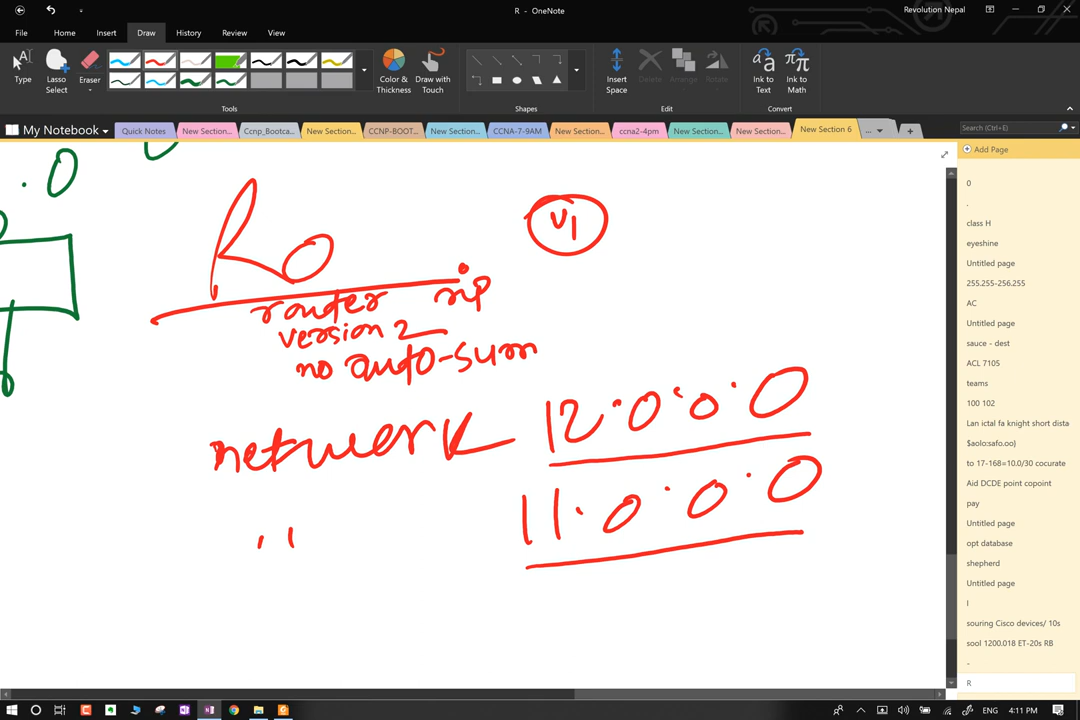 R - OneNote
Revolution Nepal
File Home Insert Draw History Review View
Type
Lasso Select
Eraser
Color & Thickness
Draw with Touch
Insert Space
Delete
Arrange
Rotate
Ink to Text
Ink to Math
Tools
Shapes
Edit
Convert
My Notebook
Quick Notes
New Section...
Ccnp_Bootca...
New Section...
CCNP-BOOT...
New Section...
CCNA-7-9AM
New Section...
ccna2-4pm
New Section...
New Section...
New Section 6
...
Search (Ctrl+E)
Add Page
.0
R0
V1
router rip
version 2
no auto-sum
network 12.0.0.0
" 11.0.0.0
0
.
class H
eyeshine
Untitled page
255.255-256.255
AC
Untitled page
sauce - dest
ACL 7105
teams
100 102
Lan ictal fa knight short dista
$aolo:safo.oo)
to 17-168=10.0/30 cocurate
Aid DCDE point copoint
pay
Untitled page
opt database
shepherd
Untitled page
I
souring Cisco devices/ 10s
sool 1200.018 ET-20s RB
-
R
ENG 4:11 PM